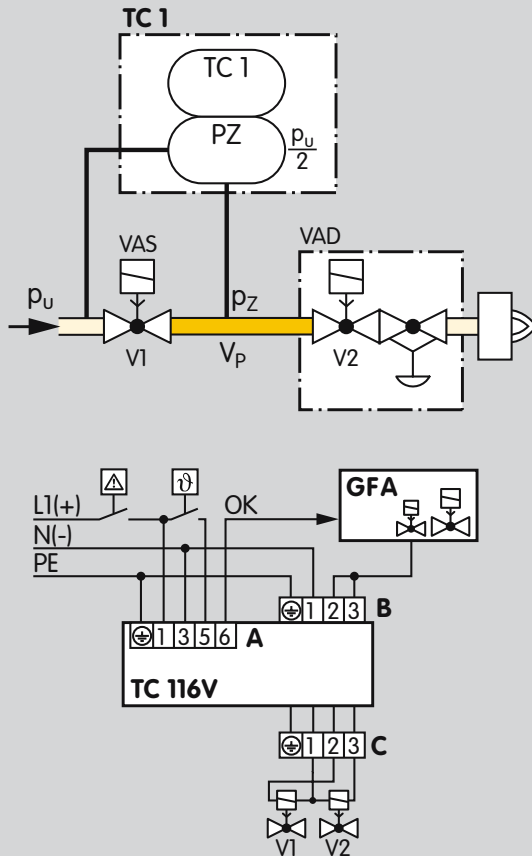 TC 1
TC 1
PZ
pu/2
VAS
VAD
pu
pZ
V1
VP
V2
L1(+)
ϑ
OK
GFA
N(-)
PE
1 2 3 B
1 3 5 6 A
TC 116V
1 2 3 C
V1 V2